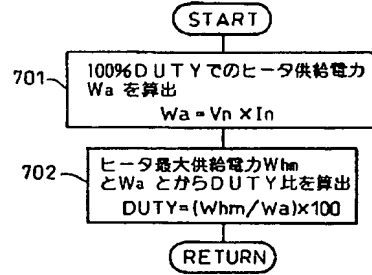 START
701
100%DUTYでのヒータ供給電力
Waを算出
Wa = Vn × In
702
ヒータ最大供給電力Whm
とWaとからDUTY比を算出
DUTY=(Whm/Wa)×100
RETURN